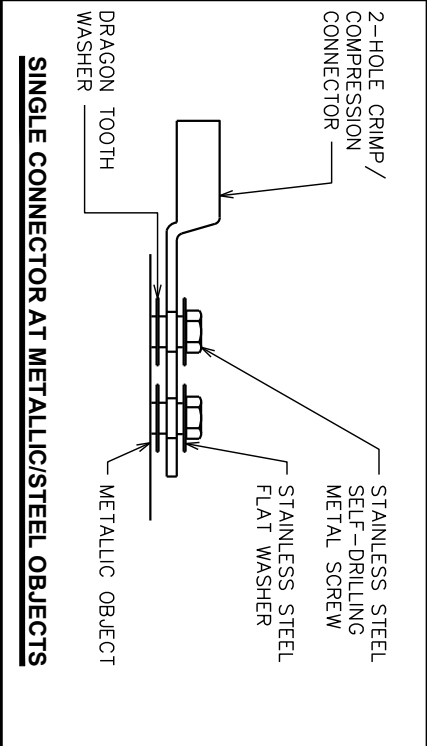 2-HOLE CRIMP/
COMPRESSION
CONNECTOR
STAINLESS STEEL
SELF-DRILLING
METAL SCREW
STAINLESS STEEL
FLAT WASHER
DRAGON TOOTH
WASHER
METALLIC OBJECT
SINGLE CONNECTOR AT METALLIC/STEEL OBJECTS